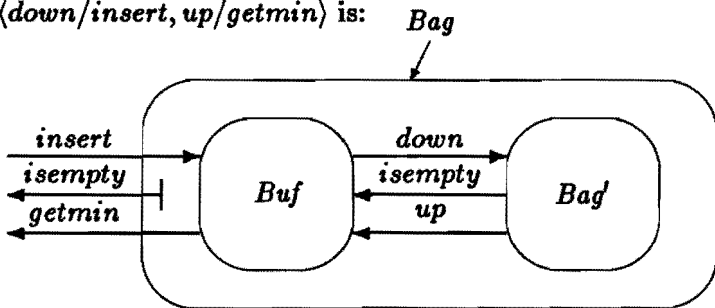 ⟨down/insert, up/getmin⟩ is:
Bag
insert
isempty
getmin
Buf
down
isempty
up
Bag′